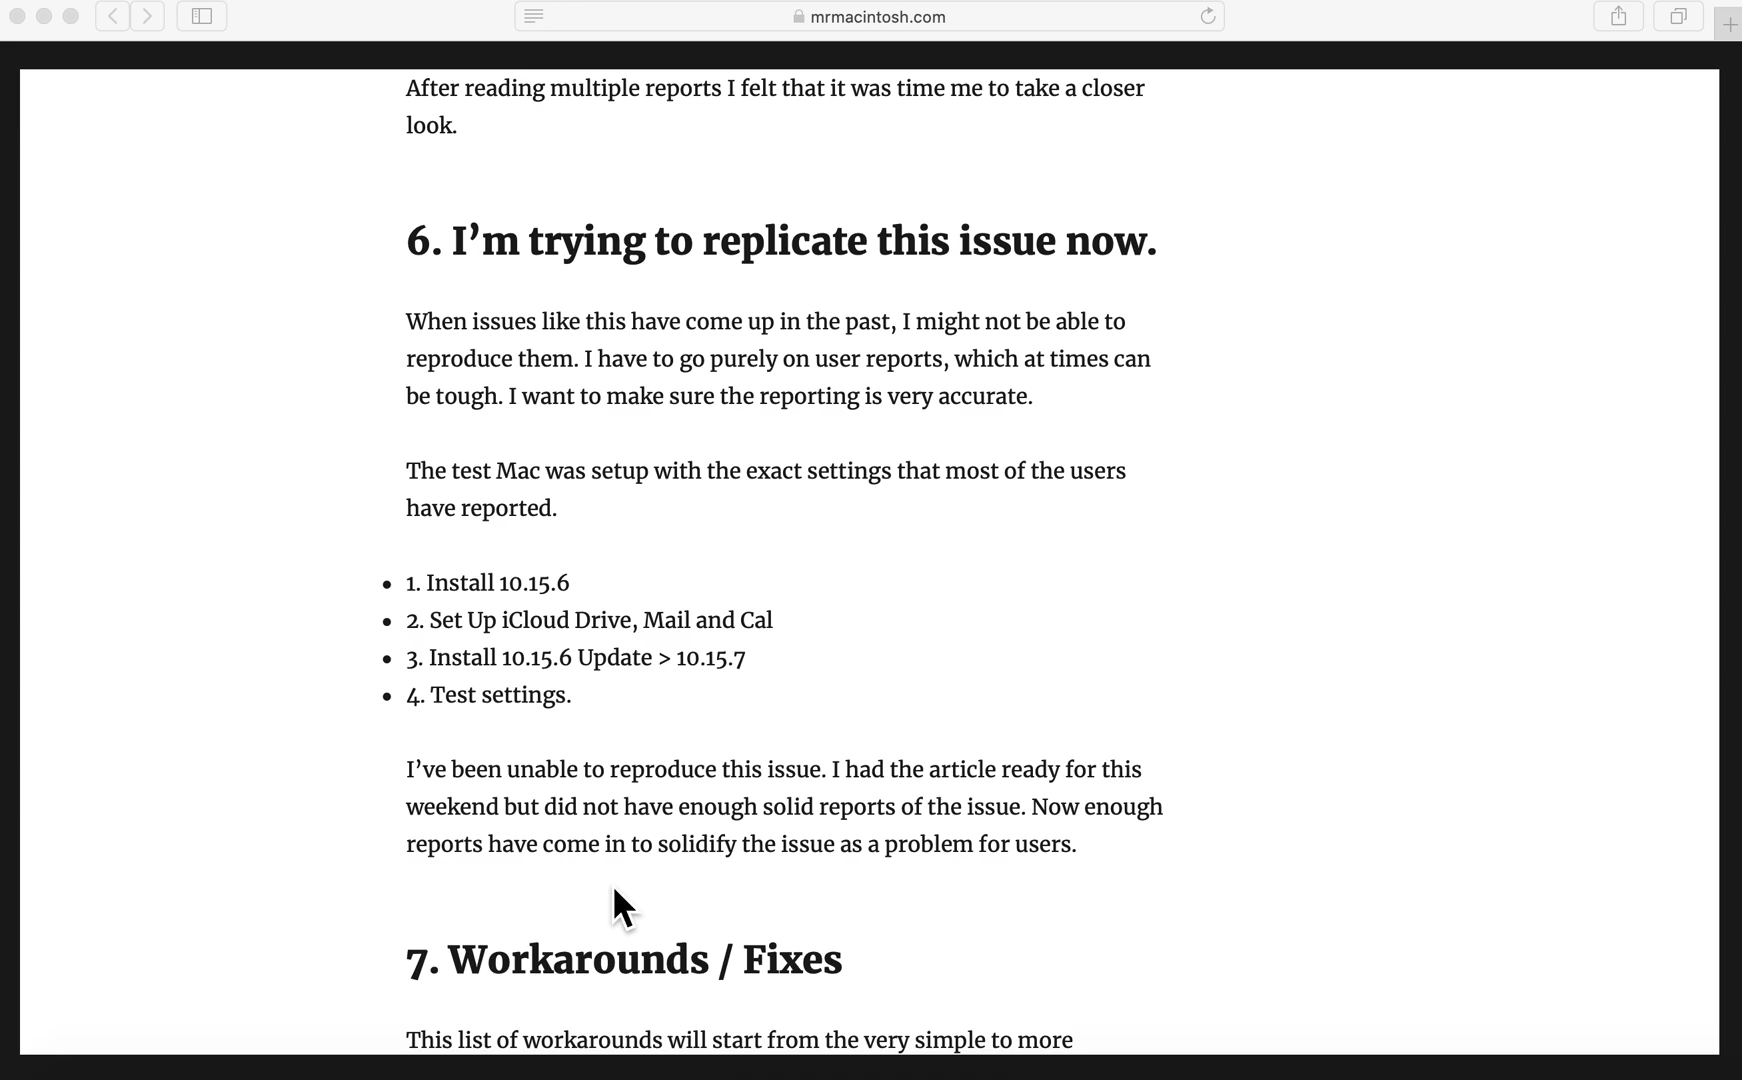 mrmacintosh.com
After reading multiple reports I felt that it was time me to take a closer
look.
6. I’m trying to replicate this issue now.
When issues like this have come up in the past, I might not be able to
reproduce them. I have to go purely on user reports, which at times can
be tough. I want to make sure the reporting is very accurate.
The test Mac was setup with the exact settings that most of the users
have reported.
• 1. Install 10.15.6
• 2. Set Up iCloud Drive, Mail and Cal
• 3. Install 10.15.6 Update > 10.15.7
• 4. Test settings.
I’ve been unable to reproduce this issue. I had the article ready for this
weekend but did not have enough solid reports of the issue. Now enough
reports have come in to solidify the issue as a problem for users.
7. Workarounds / Fixes
This list of workarounds will start from the very simple to more